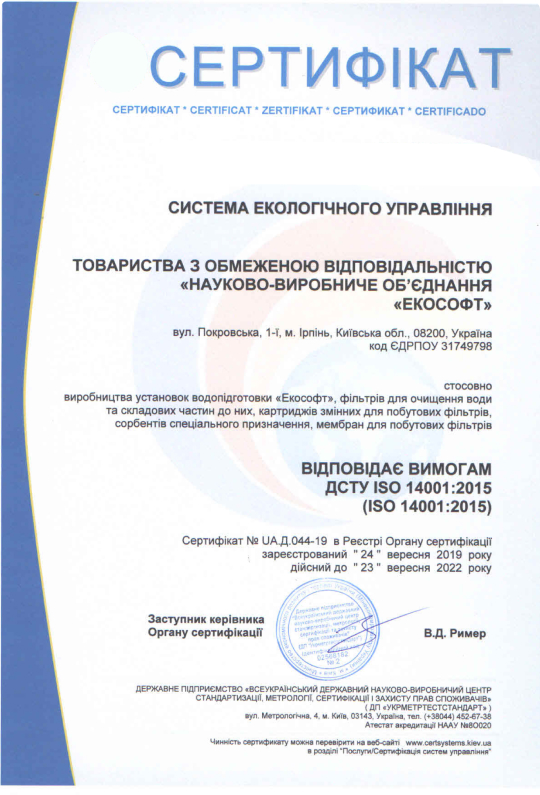 СЕРТИФІКАТ
СЕРТИФІКАТ * CERTIFICAT * ZERTIFIKAT * СЕРТИФИКАТ * CERTIFICADO
СИСТЕМА ЕКОЛОГІЧНОГО УПРАВЛІННЯ
ТОВАРИСТВА З ОБМЕЖЕНОЮ ВІДПОВІДАЛЬНІСТЮ
«НАУКОВО-ВИРОБНИЧЕ ОБ'ЄДНАННЯ
«ЕКОСОФТ»
вул. Покровська, 1-ї, м. Ірпінь, Київська обл., 08200, Україна
код ЄДРПОУ 31749798
стосовно
виробництва установок водопідготовки «Екософт», фільтрів для очищення води
та складових частин до них, картриджів змінних для побутових фільтрів,
сорбентів спеціального призначення, мембран для побутових фільтрів
ВІДПОВІДАЄ ВИМОГАМ
ДСТУ ISO 14001:2015
(ISO 14001:2015)
Сертифікат № UA.Д.044-19 в Реєстрі Органу сертифікації
зареєстрований " 24 " вересня 2019 року
дійсний до " 23 " вересня 2022 року
Заступник керівника
Органу сертифікації
В.Д. Ример
ДЕРЖАВНЕ ПІДПРИЄМСТВО «ВСЕУКРАЇНСЬКИЙ ДЕРЖАВНИЙ НАУКОВО-ВИРОБНИЧИЙ ЦЕНТР
СТАНДАРТИЗАЦІЇ, МЕТРОЛОГІЇ, СЕРТИФІКАЦІЇ І ЗАХИСТУ ПРАВ СПОЖИВАЧІВ»
( ДП «УКРМЕТРТЕСТСТАНДАРТ» )
вул. Метрологічна, 4, м. Київ, 03143, Україна, тел. (+38044) 452-67-38
Атестат акредитації НААУ №8О020
Чинність сертифікату можна перевірити на веб-сайті www.certsystems.kiev.ua
в розділі "Послуги/Сертифікація систем управління"